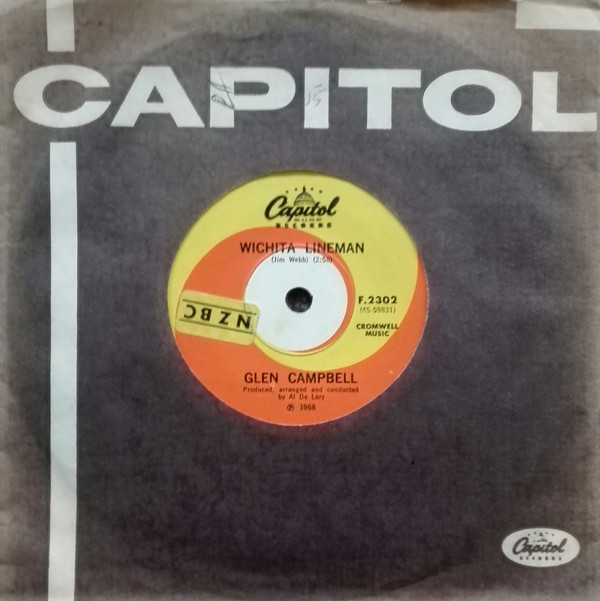 CAPITOL
Capitol
RECORDS
WICHITA LINEMAN
(Jim Webb) (2:58)
F.2302
(45-59831)
NZBC
CROMWELL
MUSIC
GLEN CAMPBELL
Produced, arranged and conducted
by Al De Lory
℗ 1968
Capitol
RECORDS